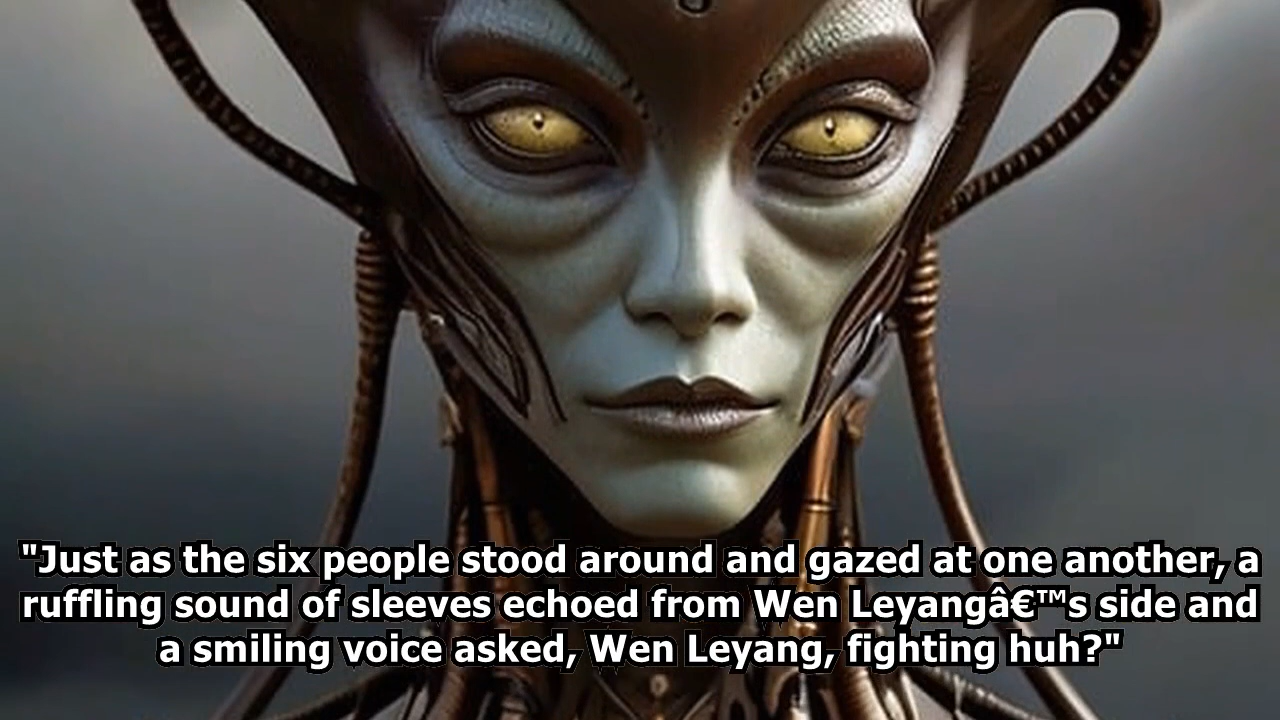 "Just as the six people stood around and gazed at one another, a
ruffling sound of sleeves echoed from Wen Leyangâ€™s side and
a smiling voice asked, Wen Leyang, fighting huh?"